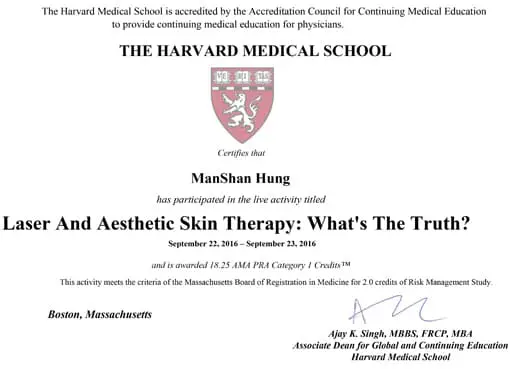 The Harvard Medical School is accredited by the Accreditation Council for Continuing Medical Education
to provide continuing medical education for physicians.
THE HARVARD MEDICAL SCHOOL
VE RI TAS
Certifies that
ManShan Hung
has participated in the live activity titled
Laser And Aesthetic Skin Therapy: What's The Truth?
September 22, 2016 – September 23, 2016
and is awarded 18.25 AMA PRA Category 1 Credits™
This activity meets the criteria of the Massachusetts Board of Registration in Medicine for 2.0 credits of Risk Management Study.
Boston, Massachusetts
Ajay K. Singh, MBBS, FRCP, MBA
Associate Dean for Global and Continuing Education
Harvard Medical School